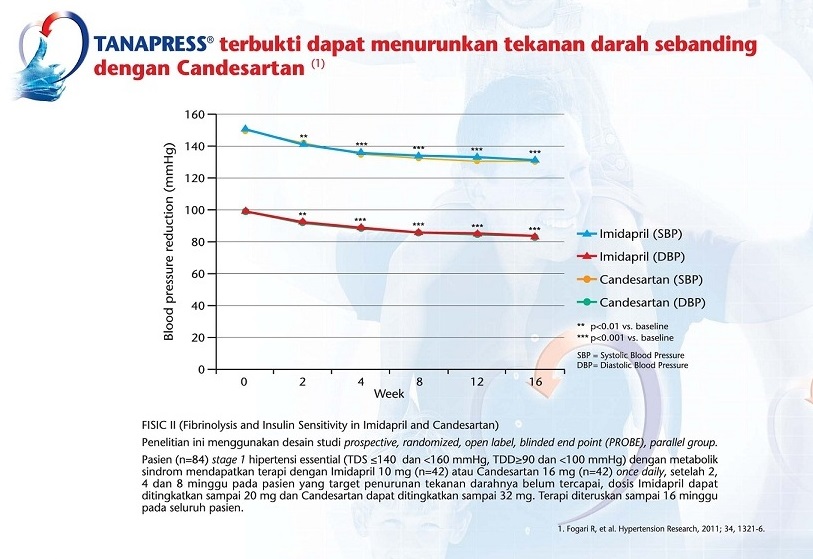 TANAPRESS® terbukti dapat menurunkan tekanan darah sebanding
dengan Candesartan (1)
Blood pressure reduction (mmHg)
160
140
120
100
80
60
40
20
0
** *** *** *** ***
** *** *** *** ***
0 2 4 8 12 16
Week
Imidapril (SBP)
Imidapril (DBP)
Candesartan (SBP)
Candesartan (DBP)
** p<0.01 vs. baseline
*** p<0.001 vs. baseline
SBP = Systolic Blood Pressure
DBP= Diastolic Blood Pressure
FISIC II (Fibrinolysis and Insulin Sensitivity in Imidapril and Candesartan)
Penelitian ini menggunakan desain studi prospective, randomized, open label, blinded end point (PROBE), parallel group.
Pasien (n=84) stage 1 hipertensi essential (TDS ≤140 dan <160 mmHg, TDD≥90 dan <100 mmHg) dengan metabolik
sindrom mendapatkan terapi dengan Imidapril 10 mg (n=42) atau Candesartan 16 mg (n=42) once daily, setelah 2,
4 dan 8 minggu pada pasien yang target penurunan tekanan darahnya belum tercapai, dosis Imidapril dapat
ditingkatkan sampai 20 mg dan Candesartan dapat ditingkatkan sampai 32 mg. Terapi diteruskan sampai 16 minggu
pada seluruh pasien.
1. Fogari R, et al. Hypertension Research, 2011; 34, 1321-6.